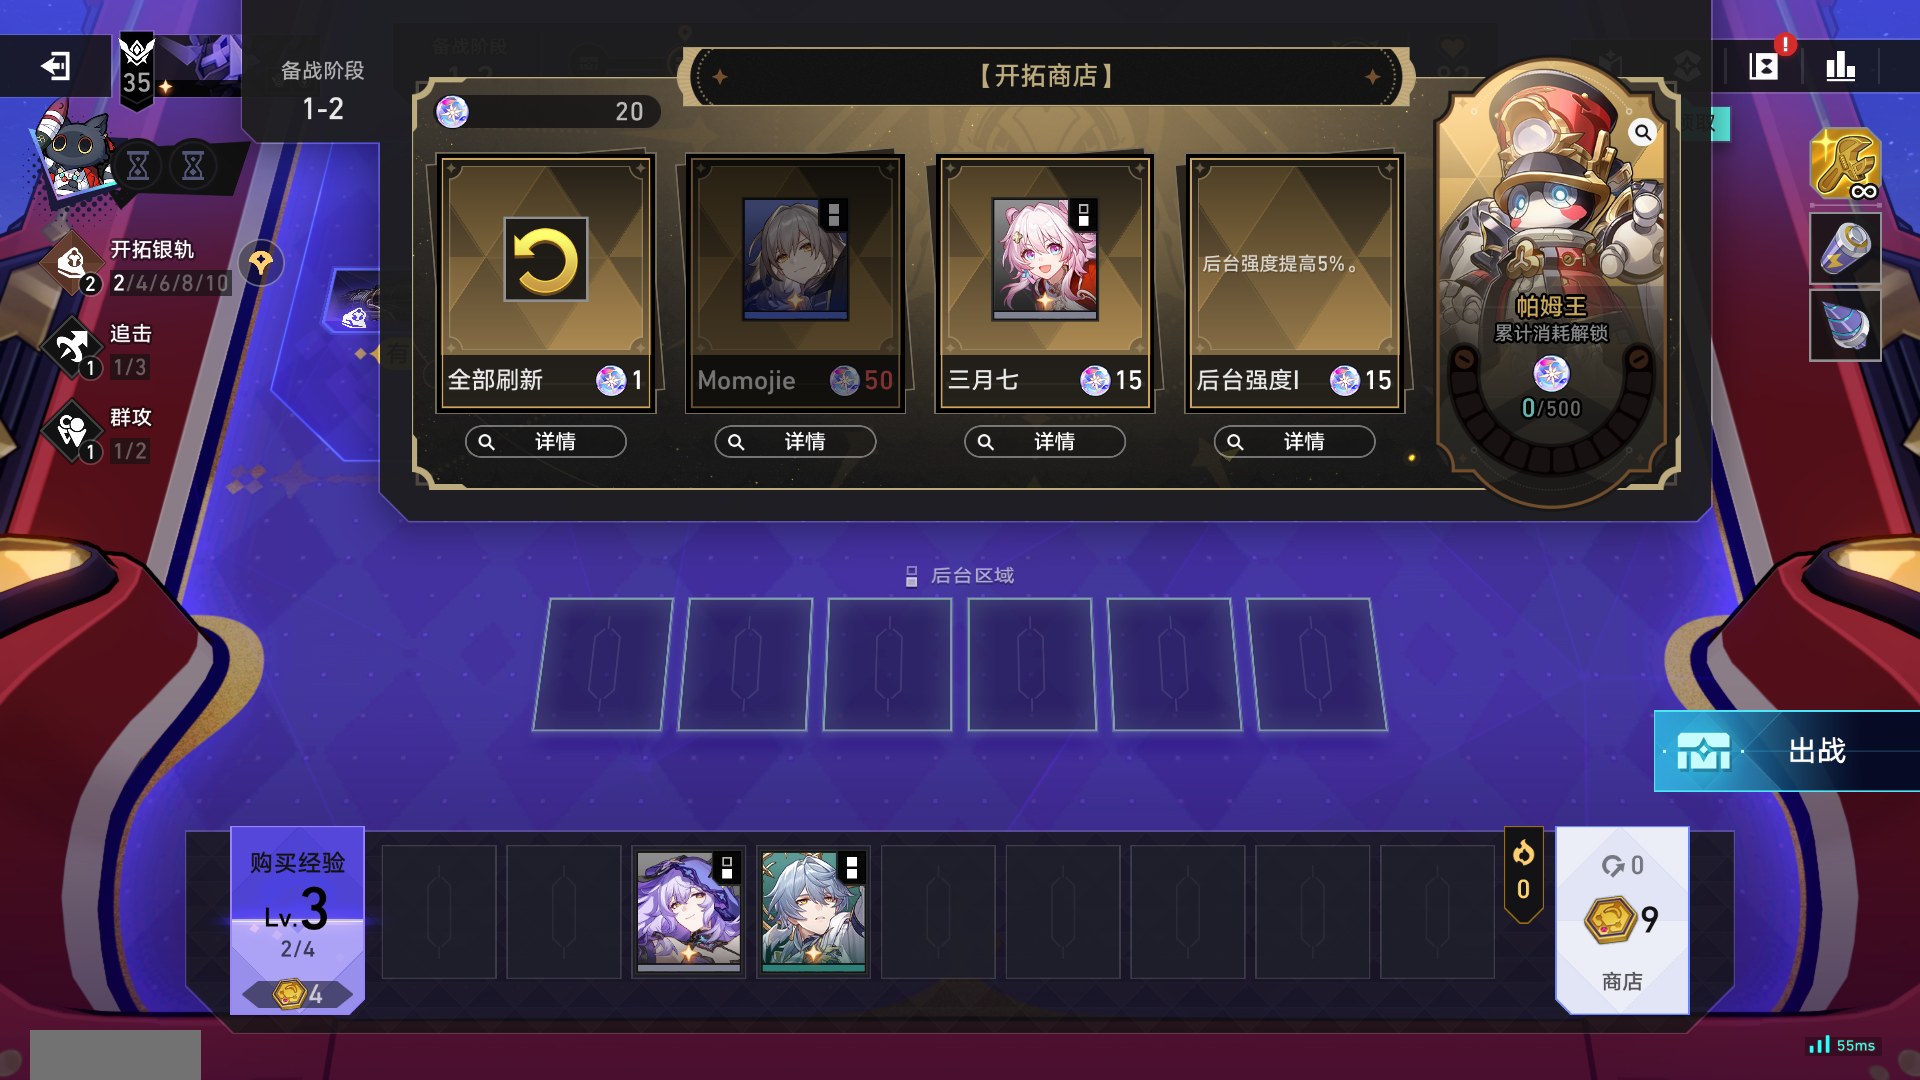 35
备战阶段
1-2
【开拓商店】
20
开拓银轨
2
2/4/6/8/10
追击
1
1/3
群攻
1
1/2
全部刷新
1
详情
Momojie
50
详情
三月七
15
详情
后台强度提高5%。
后台强度I
15
详情
帕姆王
累计消耗解锁
0/500
后台区域
出战
购买经验
Lv.3
2/4
4
0
0
9
商店
55ms